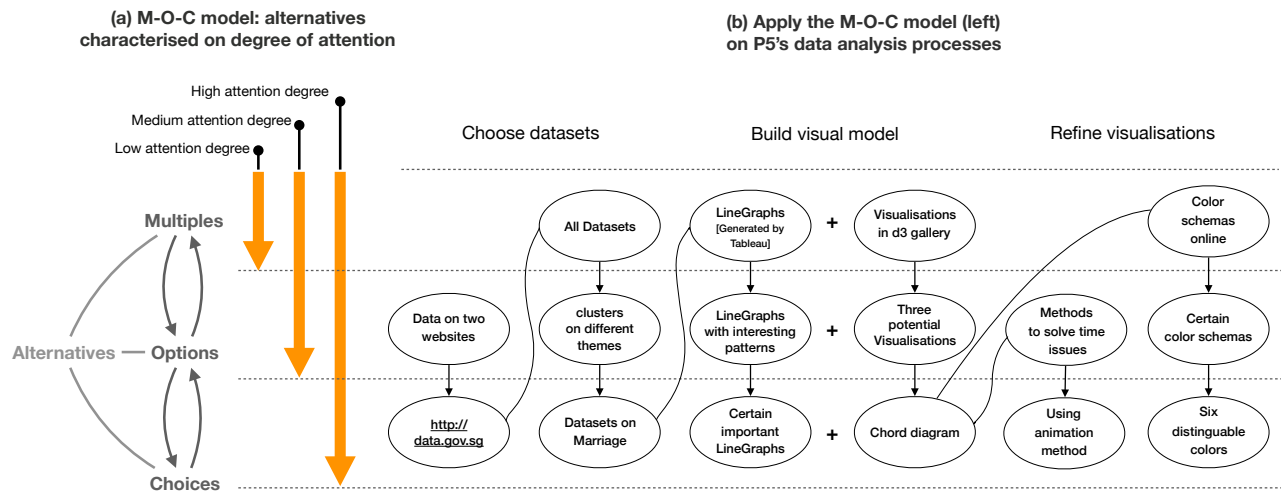 (a) M-O-C model: alternatives
characterised on degree of attention
High attention degree
Medium attention degree
Low attention degree
Multiples
Alternatives
Options
Choices
(b) Apply the M-O-C model (left)
on P5's data analysis processes
Choose datasets
Build visual model
Refine visualisations
All Datasets
LineGraphs
[Generated by
Tableau]
+
Visualisations
in d3 gallery
Color
schemas
online
Data on two
websites
clusters
on different
themes
LineGraphs
with interesting
patterns
+
Three
potential
Visualisations
Methods
to solve time
issues
Certain
color schemas
http://
data.gov.sg
Datasets on
Marriage
Certain
important
LineGraphs
+
Chord diagram
Using
animation
method
Six
distinguable
colors